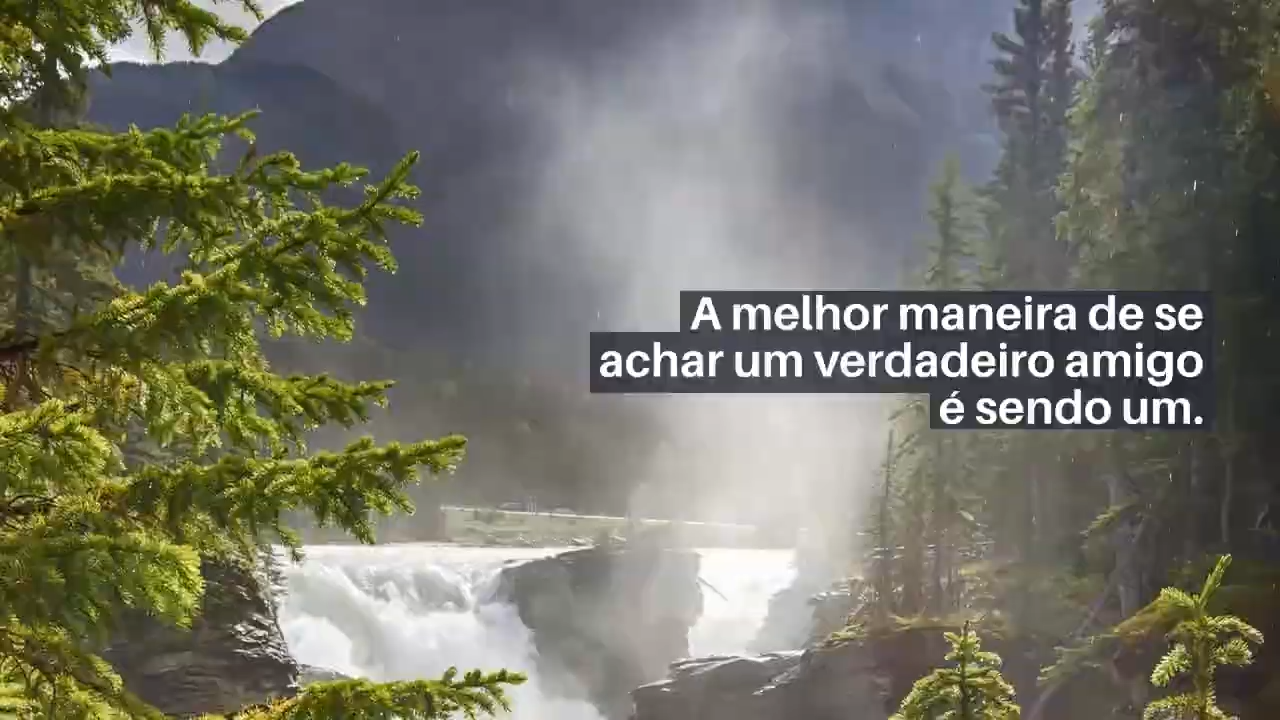 A melhor maneira de se
achar um verdadeiro amigo
é sendo um.